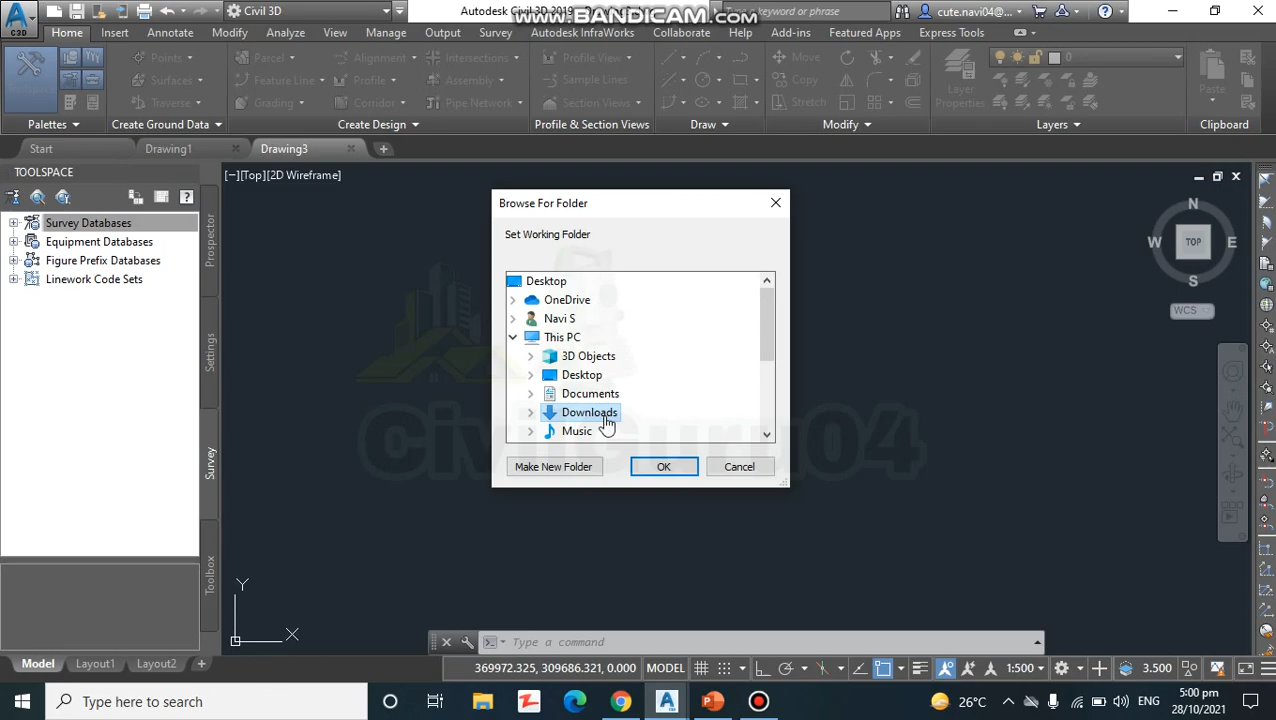 Civil 3D
Autodesk Civil 3D 2019
WWW.BANDICAM.COM
Type a keyword or phrase
cute.navi04@...
C3D
Home Insert Annotate Modify Analyze View Manage Output Survey Autodesk InfraWorks Collaborate Help Add-ins Featured Apps Express Tools
Points Parcel Alignment Intersections Profile View Move
Surfaces Feature Line Profile Assembly Sample Lines Copy
Traverse Grading Corridor Pipe Network Section Views Stretch
0
Layer Properties
Paste
Palettes Create Ground Data Create Design Profile & Section Views Draw Modify Layers Clipboard
Start Drawing1 Drawing3
TOOLSPACE
Survey Databases
Equipment Databases
Figure Prefix Databases
Linework Code Sets
Prospector
Settings
Survey
Toolbox
[−][Top][2D Wireframe]
N
W TOP E
S
WCS
Browse For Folder
Set Working Folder
Desktop
OneDrive
Navi S
This PC
3D Objects
Desktop
Documents
Downloads
Music
Make New Folder OK Cancel
CivilGuru04
Y
X
Type a command
Model Layout1 Layout2
369972.325, 309686.321, 0.000 MODEL 1:500 3.500
Type here to search
26°C
ENG
5:00 pm
28/10/2021